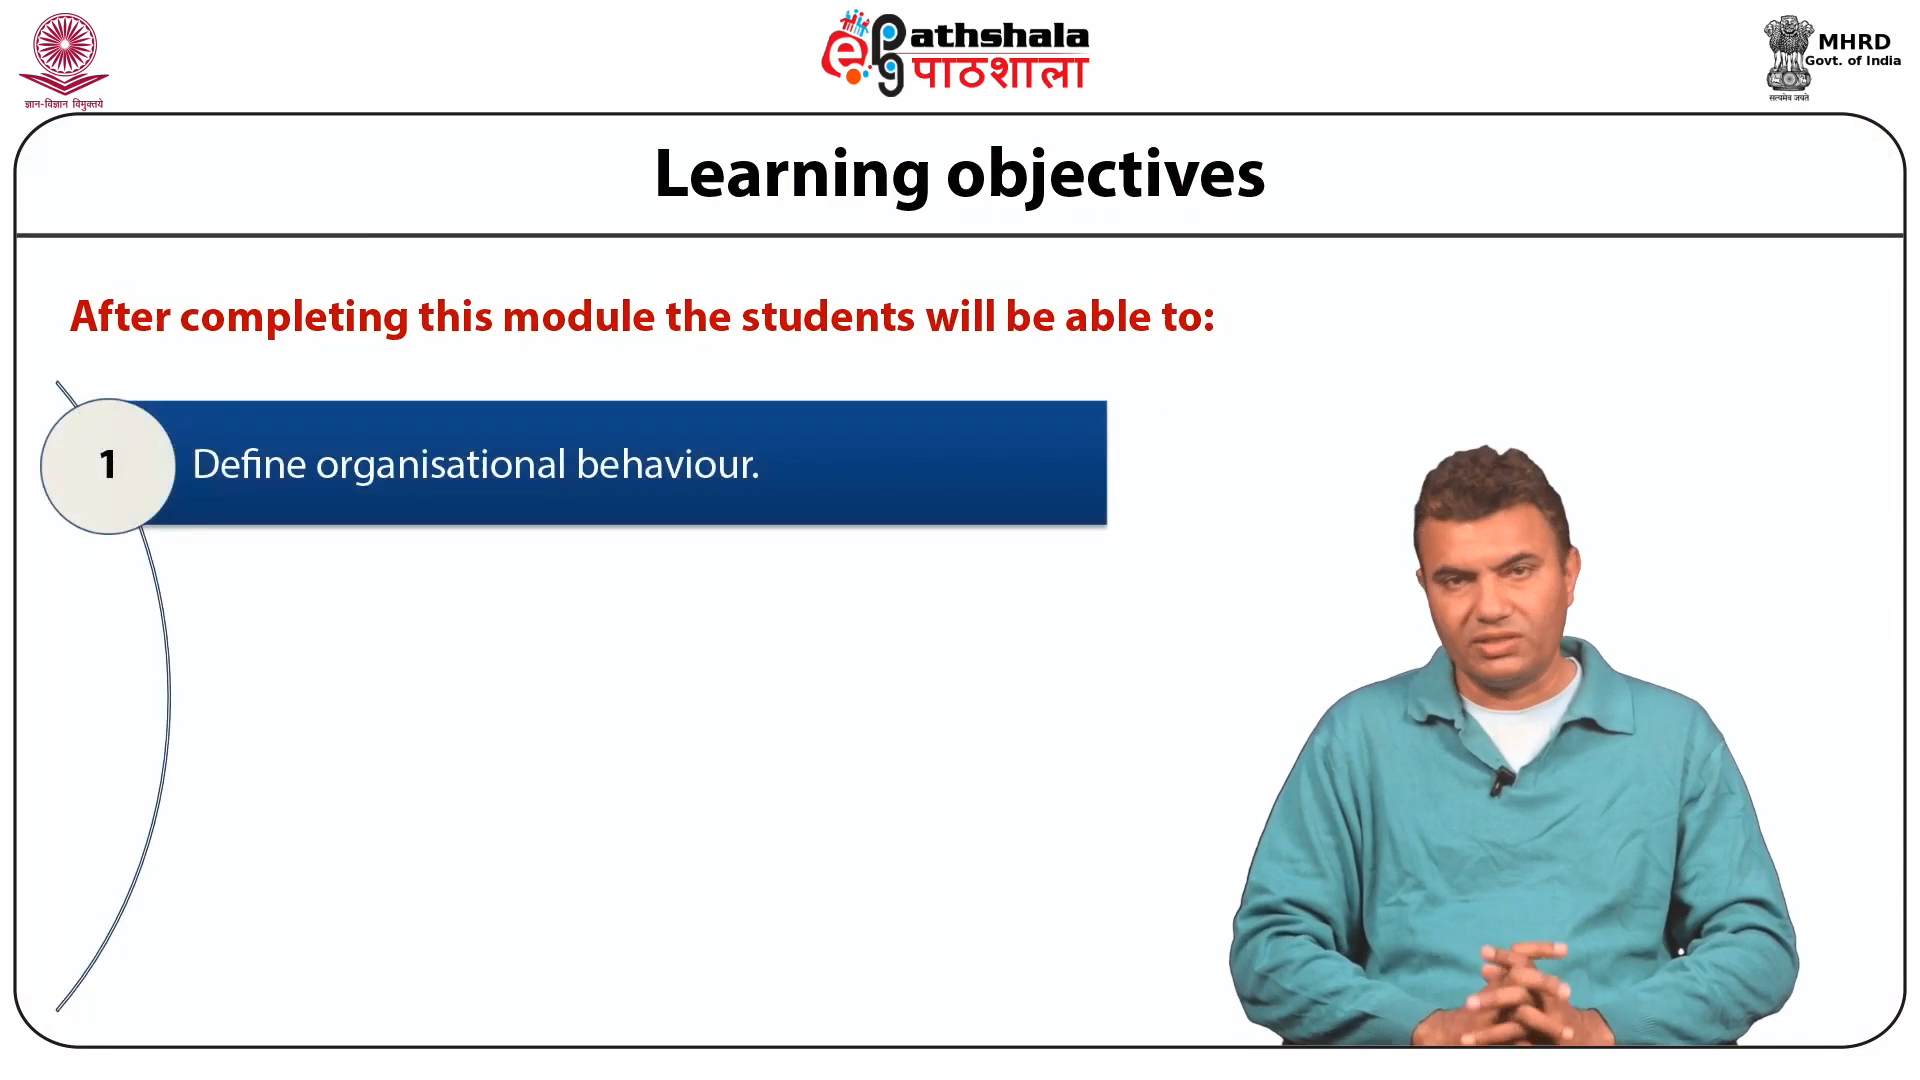 ज्ञान-विज्ञान विमुक्तये
ePathshala
पाठशाला
MHRD
Govt. of India
सत्यमेव जयते
Learning objectives
After completing this module the students will be able to:
1 Define organisational behaviour.